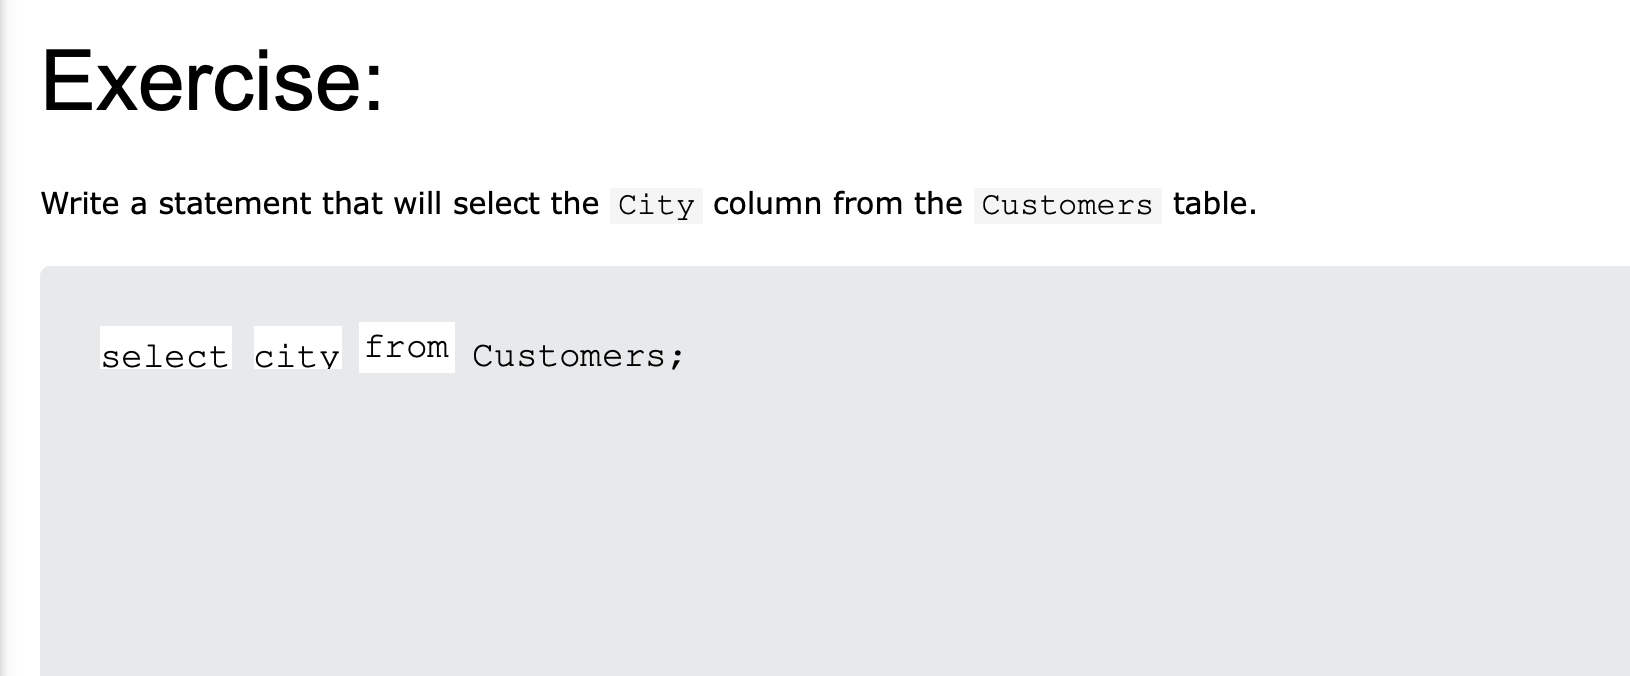 Exercise:
Write a statement that will select the City column from the Customers table.
select city from Customers;